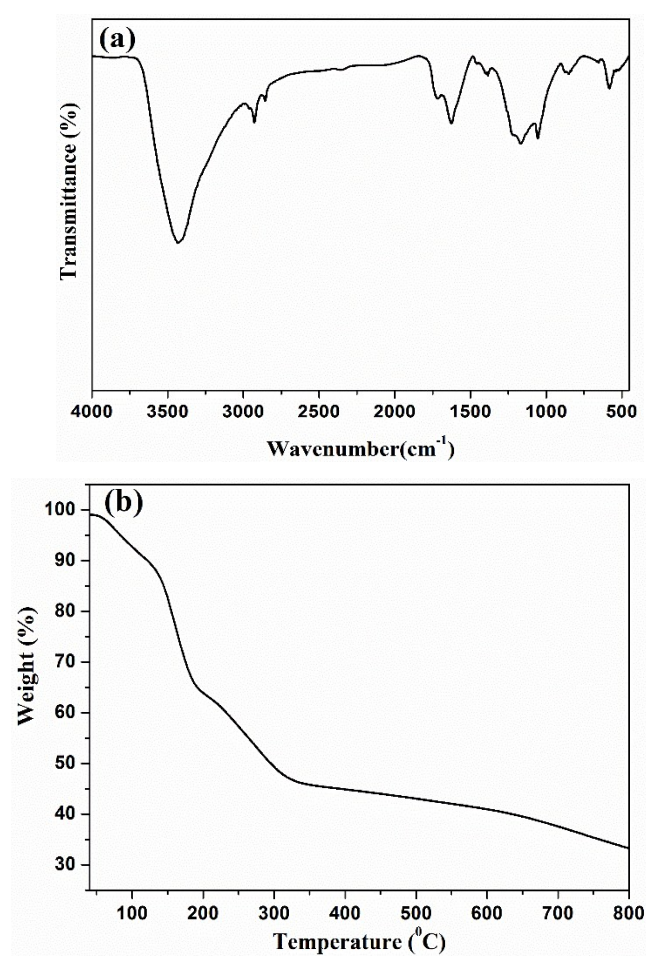 (a)
Transmittance (%)
4000 3500 3000 2500 2000 1500 1000 500
Wavenumber(cm⁻¹)
(b)
100
90
80
70
60
50
40
30
Weight (%)
100 200 300 400 500 600 700 800
Temperature (⁰C)